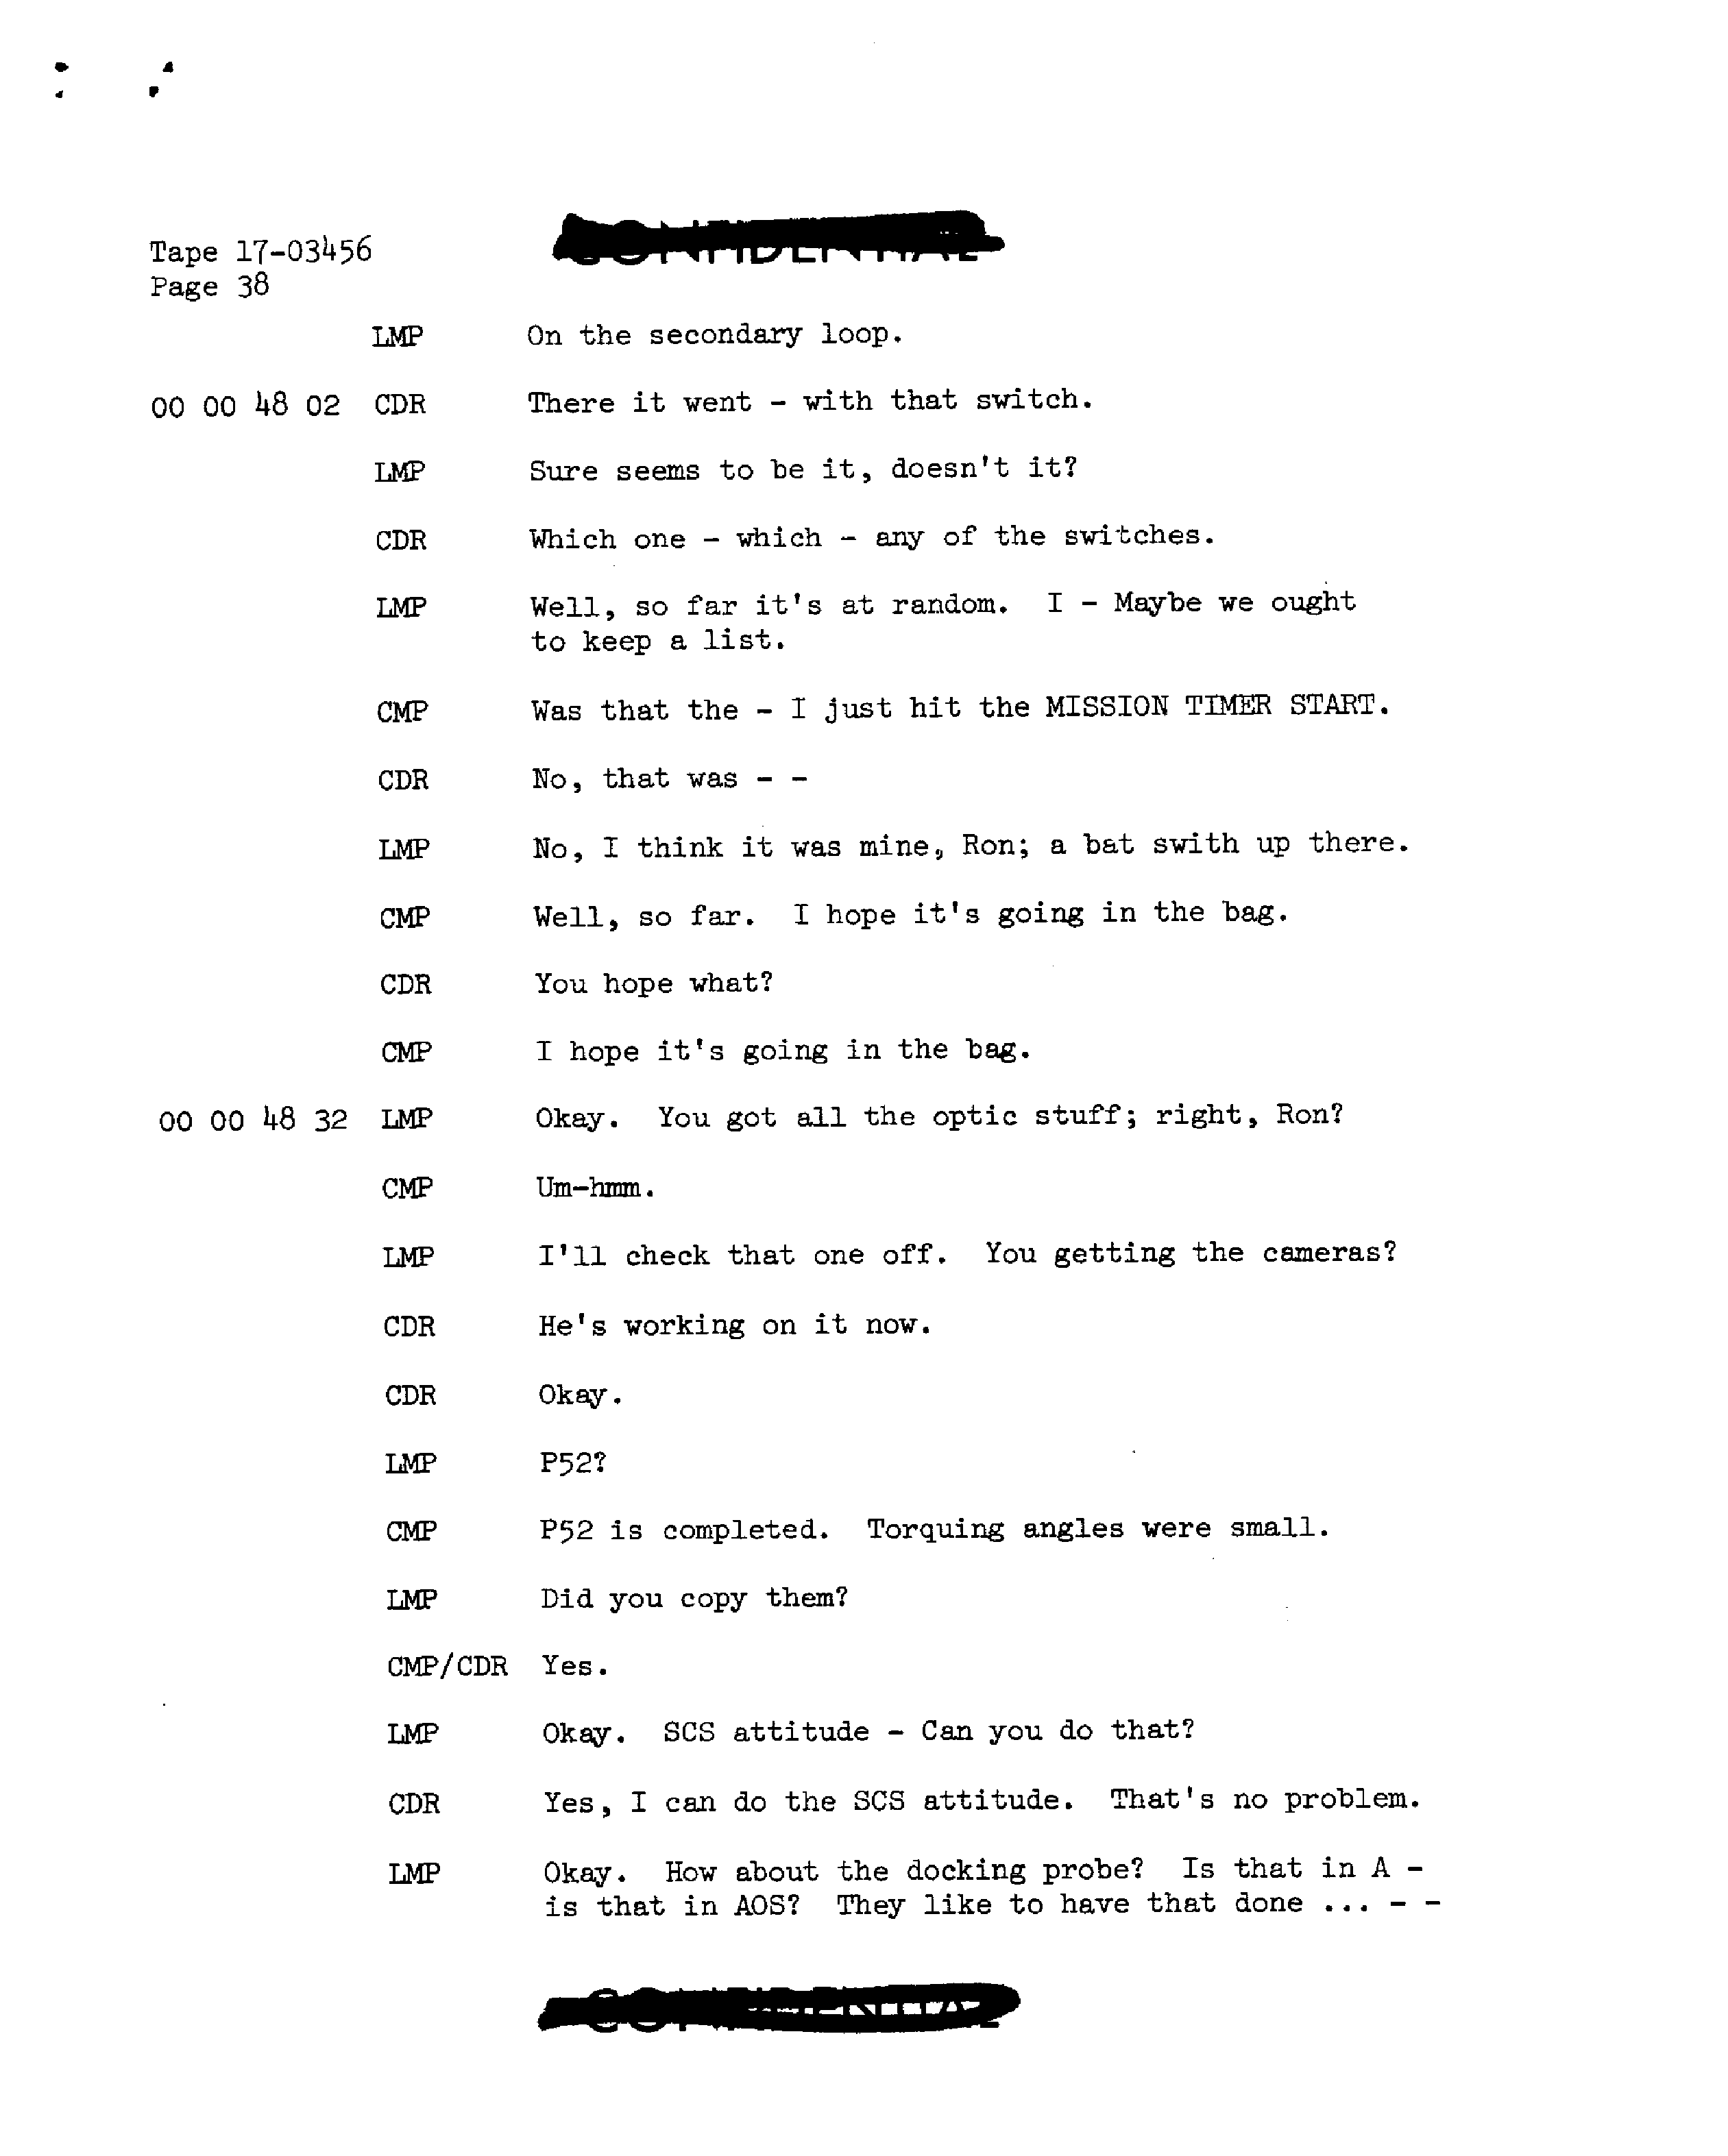 CONFIDENTIAL
Tape 17-03456
Page 38
LMP On the secondary loop.
00 00 48 02 CDR There it went - with that switch.
LMP Sure seems to be it, doesn't it?
CDR Which one - which - any of the switches.
LMP Well, so far it's at random. I - Maybe we ought
to keep a list.
CMP Was that the - I just hit the MISSION TIMER START.
CDR No, that was - -
LMP No, I think it was mine, Ron; a bat swith up there.
CMP Well, so far. I hope it's going in the bag.
CDR You hope what?
CMP I hope it's going in the bag.
00 00 48 32 LMP Okay. You got all the optic stuff; right, Ron?
CMP Um-hmm.
LMP I'll check that one off. You getting the cameras?
CDR He's working on it now.
CDR Okay.
LMP P52?
CMP P52 is completed. Torquing angles were small.
LMP Did you copy them?
CMP/CDR Yes.
LMP Okay. SCS attitude - Can you do that?
CDR Yes, I can do the SCS attitude. That's no problem.
LMP Okay. How about the docking probe? Is that in A -
is that in AOS? They like to have that done ... - -
CONFIDENTIAL